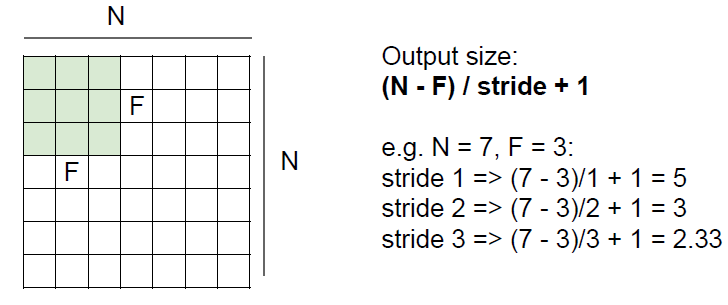 N
F
F
N
Output size:
(N - F) / stride + 1
e.g. N = 7, F = 3:
stride 1 => (7 - 3)/1 + 1 = 5
stride 2 => (7 - 3)/2 + 1 = 3
stride 3 => (7 - 3)/3 + 1 = 2.33